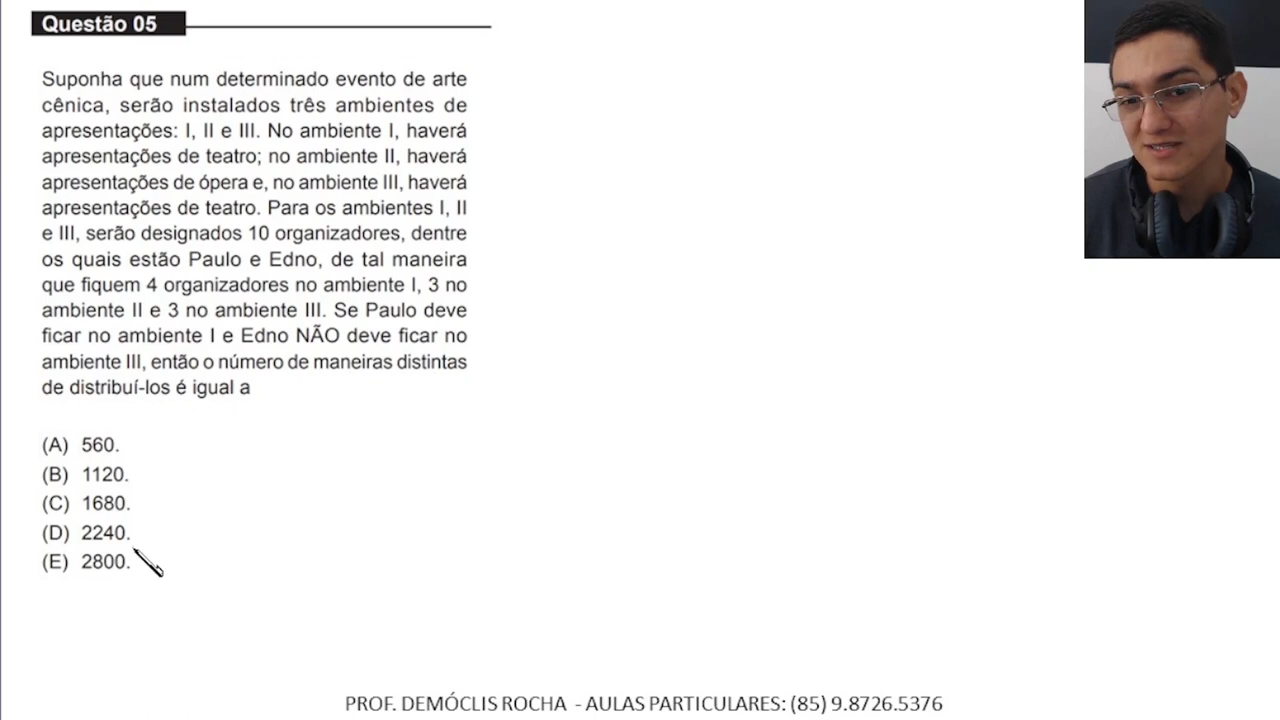 Questão 05
Suponha que num determinado evento de arte
cênica, serão instalados três ambientes de
apresentações: I, II e III. No ambiente I, haverá
apresentações de teatro; no ambiente II, haverá
apresentações de ópera e, no ambiente III, haverá
apresentações de teatro. Para os ambientes I, II
e III, serão designados 10 organizadores, dentre
os quais estão Paulo e Edno, de tal maneira
que fiquem 4 organizadores no ambiente I, 3 no
ambiente II e 3 no ambiente III. Se Paulo deve
ficar no ambiente I e Edno NÃO deve ficar no
ambiente III, então o número de maneiras distintas
de distribuí-los é igual a
(A) 560.
(B) 1120.
(C) 1680.
(D) 2240.
(E) 2800.
PROF. DEMÓCLIS ROCHA - AULAS PARTICULARES: (85) 9.8726.5376